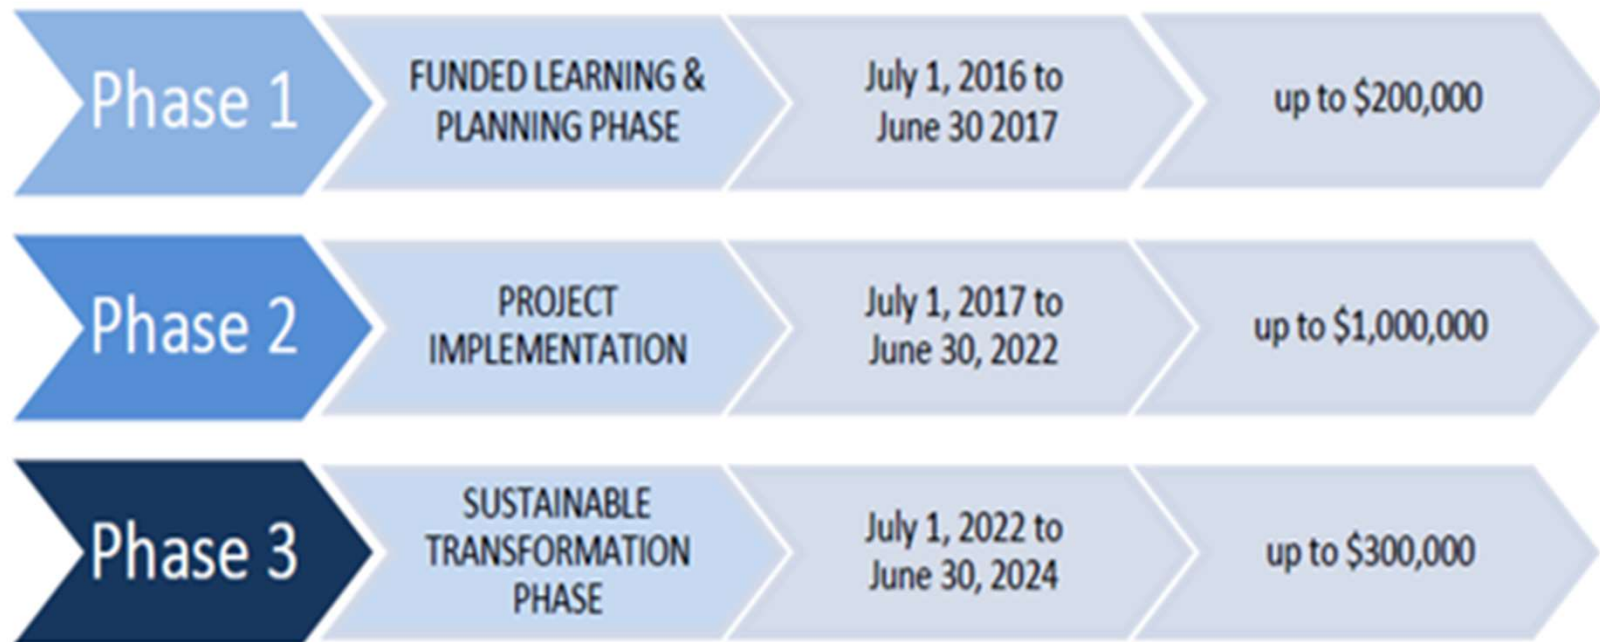 Phase 1
FUNDED LEARNING &
PLANNING PHASE
July 1, 2016 to
June 30 2017
up to $200,000
Phase 2
PROJECT
IMPLEMENTATION
July 1, 2017 to
June 30, 2022
up to $1,000,000
Phase 3
SUSTAINABLE
TRANSFORMATION
PHASE
July 1, 2022 to
June 30, 2024
up to $300,000